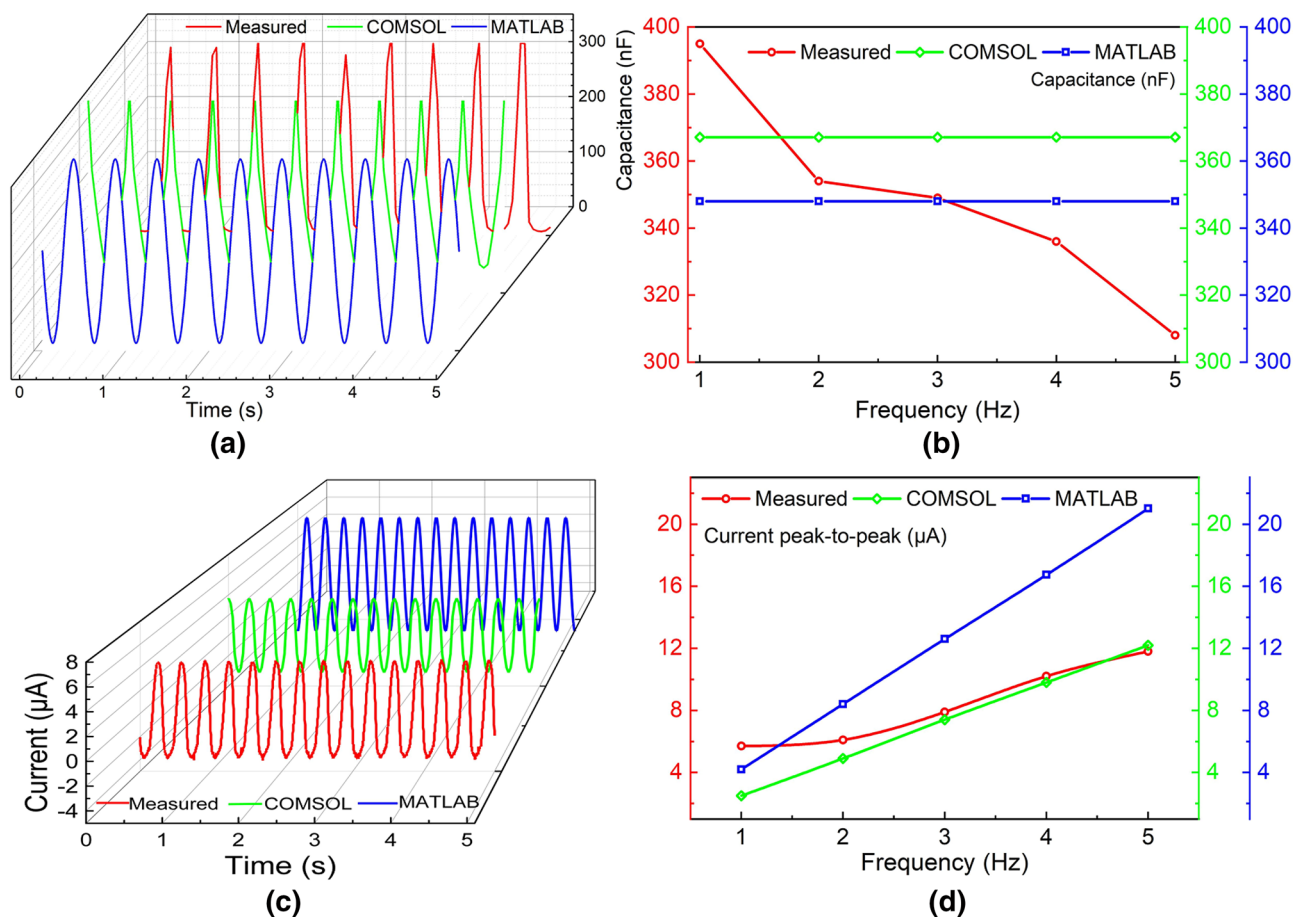 Measured COMSOL MATLAB
300
200
100
0
Capacitance (nF)
0 1 2 3 4 5
Time (s)
(a)
Measured COMSOL MATLAB
Capacitance (nF)
400 400 400
380 380 380
360 360 360
340 340 340
320 320 320
300 300 300
1 2 3 4 5
Frequency (Hz)
(b)
8
6
4
2
0
−2
−4
Current (μA)
Measured COMSOL MATLAB
0 1 2 3 4 5
Time (s)
(c)
Measured COMSOL MATLAB
Current peak-to-peak (μA)
20 20 20
16 16 16
12 12 12
8 8 8
4 4 4
1 2 3 4 5
Frequency (Hz)
(d)